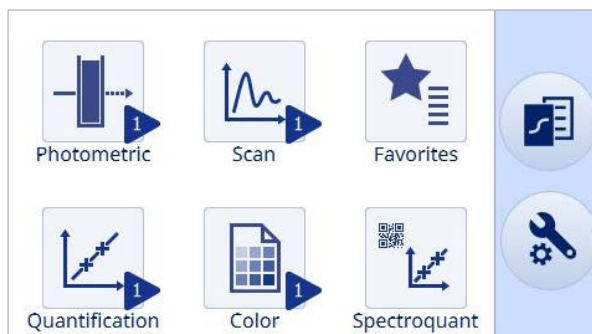 1
1
Photometric
Scan
Favorites
1
1
Quantification
Color
Spectroquant